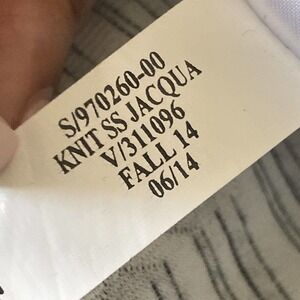 S/970260-00
KNIT SS JACQUA
V/311096
FALL 14
06/14